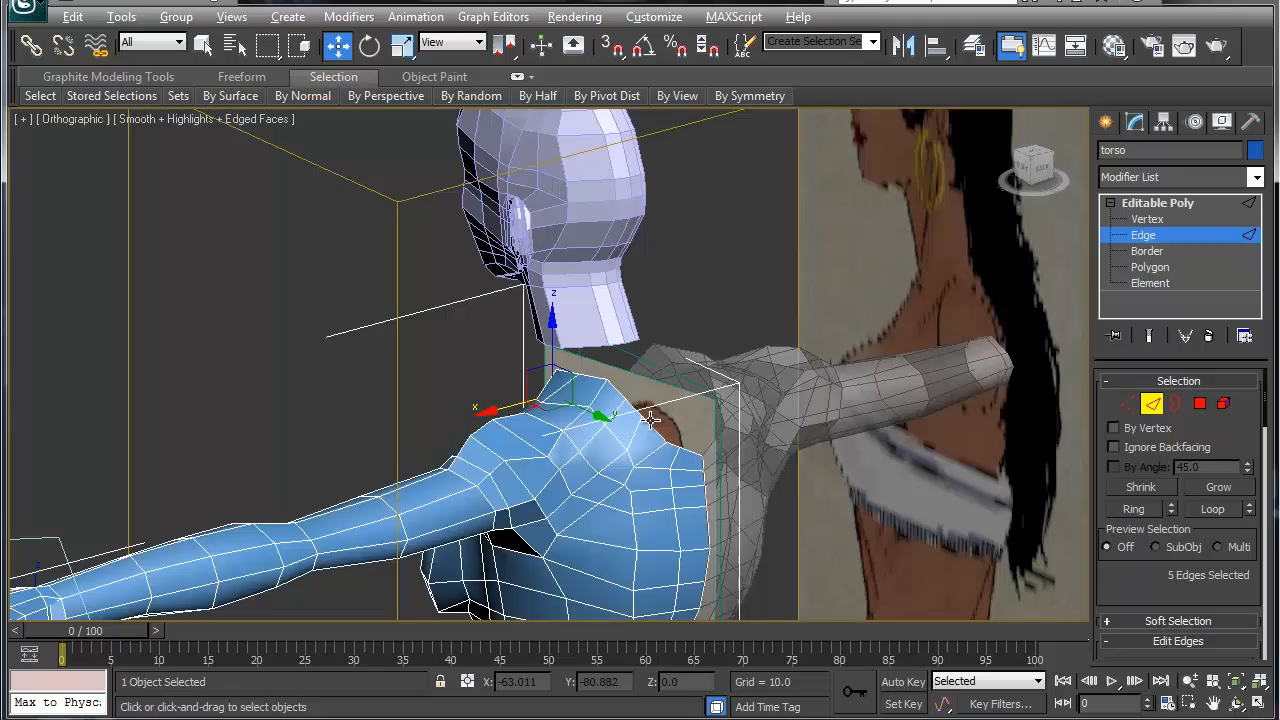 Edit Tools Group Views Create Modifiers Animation Graph Editors Rendering Customize MAXScript Help
All View 3 Create Selection Se
Graphite Modeling Tools Freeform Selection Object Paint
Select Stored Selections Sets By Surface By Normal By Perspective By Random By Half By Pivot Dist By View By Symmetry
[ + ] [ Orthographic ] [ Smooth + Highlights + Edged Faces ]
torso
Modifier List
Editable Poly
Vertex
Edge
Border
Polygon
Element
z
x
y
- Selection
By Vertex
Ignore Backfacing
By Angle: 45.0
Shrink Grow
Ring Loop
Preview Selection
Off SubObj Multi
5 Edges Selected
+ Soft Selection
- Edit Edges
< 0 / 100 >
0 5 10 15 20 25 30 35 40 45 50 55 60 65 70 75 80 85 90 95 100
1 Object Selected X: -63.011 Y: -80.882 Z: 0.0 Grid = 10.0 Auto Key Selected
Max to Physc. Click or click-and-drag to select objects Add Time Tag Set Key Key Filters... 0